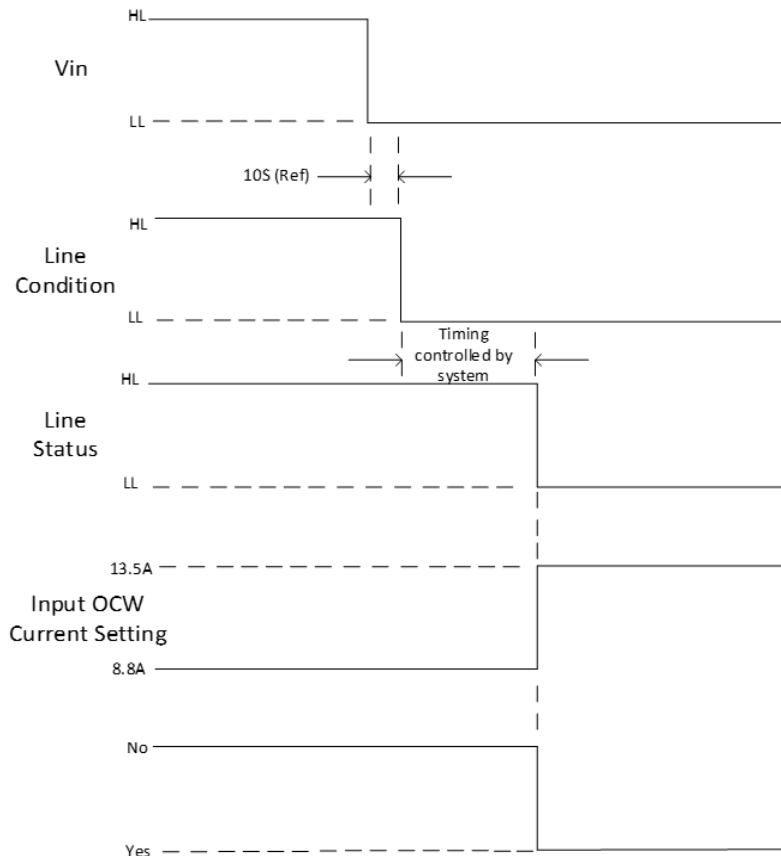 HL
Vin
LL
10S (Ref)
HL
Line
Condition
LL
Timing
controlled by
system
HL
Line
Status
LL
13.5A
Input OCW
Current Setting
8.8A
No
Yes